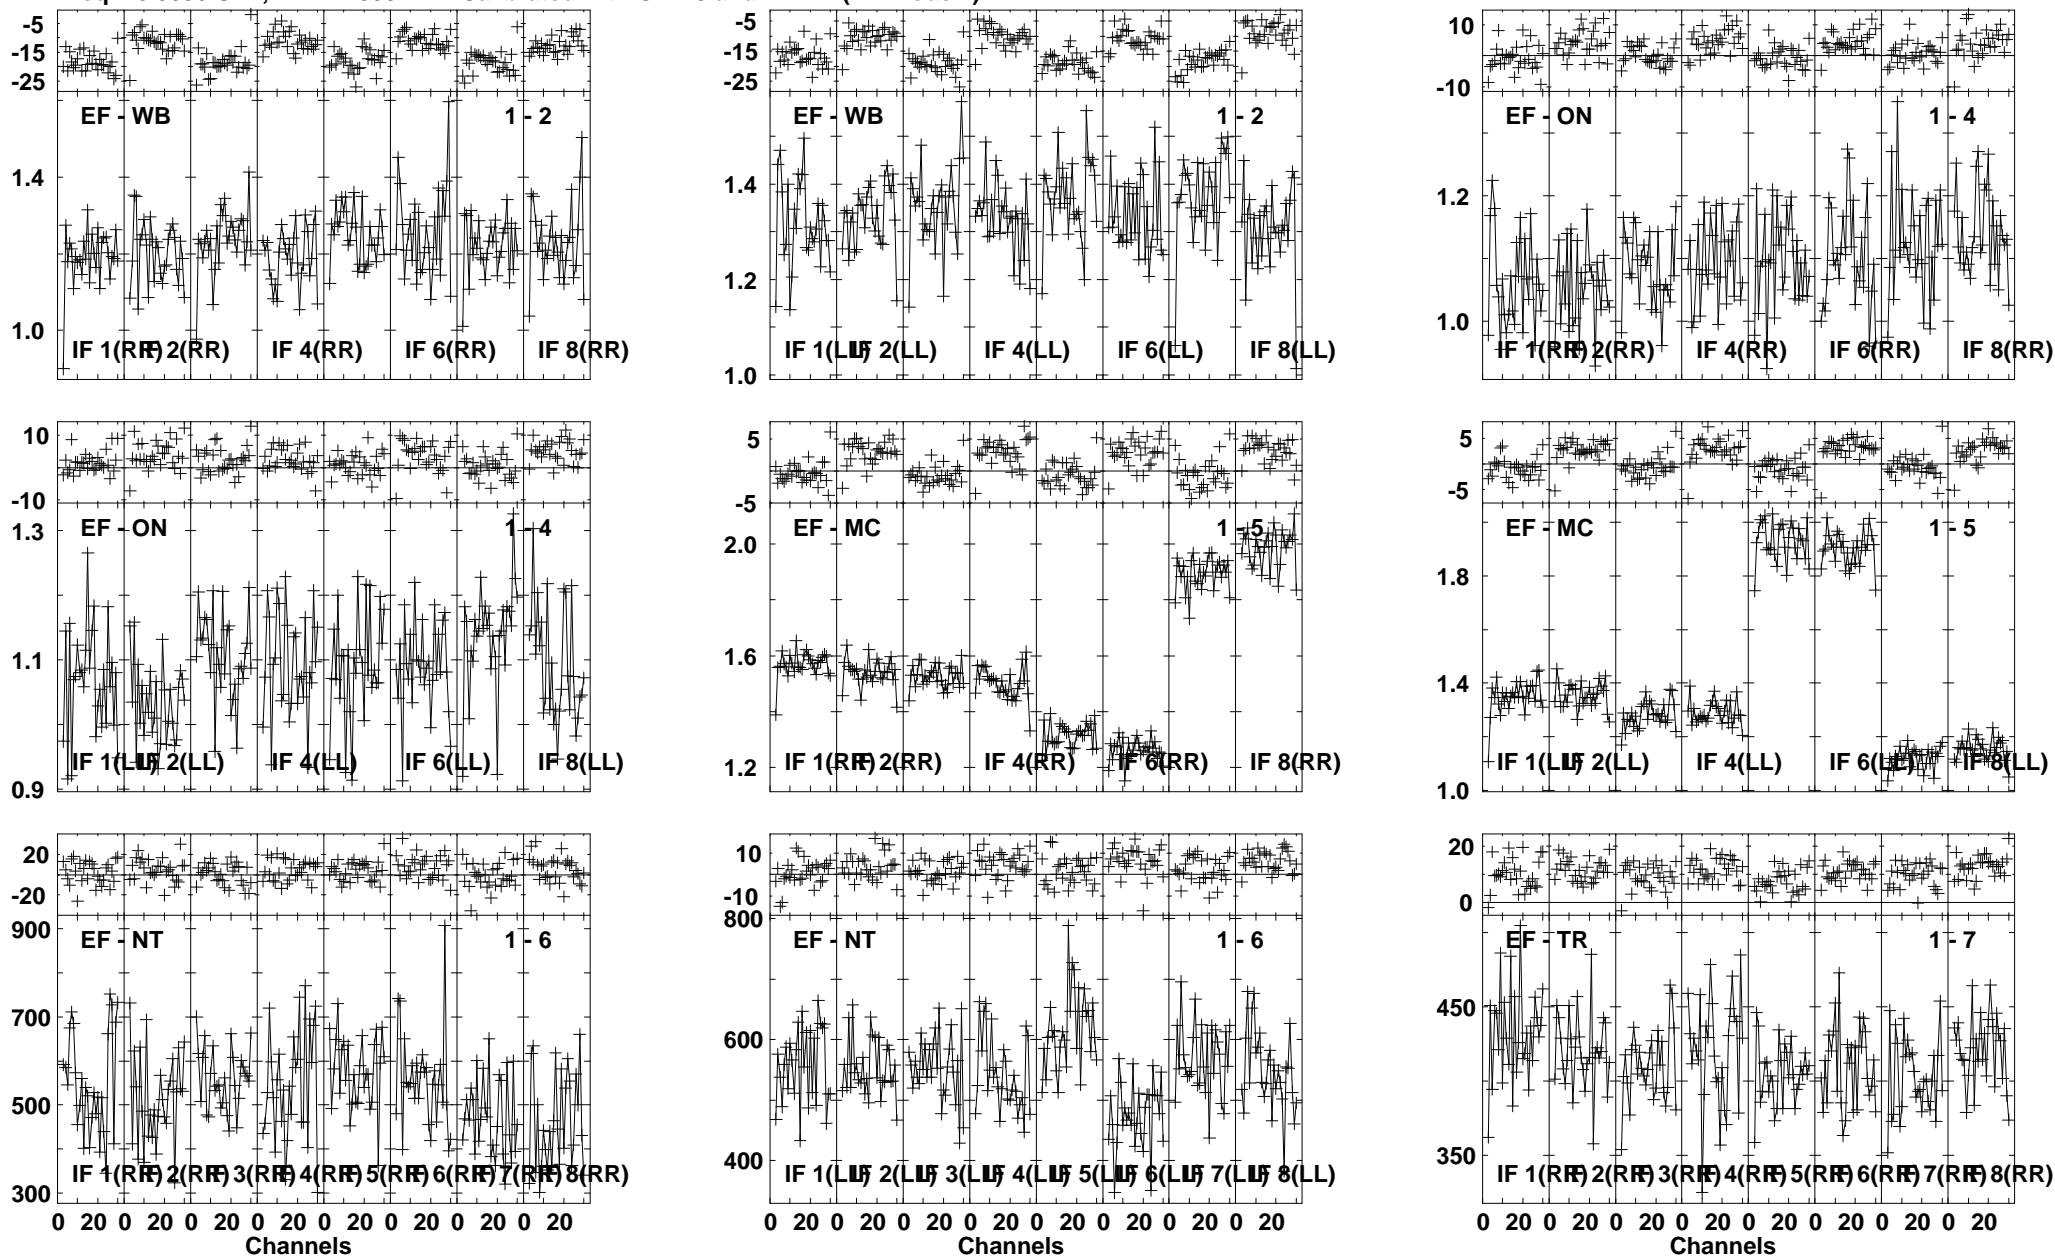 -5
-15
-25
EF - WB
1 - 2
1.4
1.0
IF 1(RR) IF 2(RR) IF 4(RR) IF 6(RR) IF 8(RR)
-5
-15
-25
EF - WB
1 - 2
1.4
1.2
1.0
IF 1(LL) IF 2(LL) IF 4(LL) IF 6(LL) IF 8(LL)
10
-10
EF - ON
1 - 4
1.2
1.0
IF 1(RR) IF 2(RR) IF 4(RR) IF 6(RR) IF 8(RR)
10
-10
EF - ON
1 - 4
1.3
1.1
0.9
IF 1(LL) IF 2(LL) IF 4(LL) IF 6(LL) IF 8(LL)
5
-5
EF - MC
1 - 5
2.0
1.6
1.2
IF 1(RR) IF 2(RR) IF 4(RR) IF 6(RR) IF 8(RR)
5
-5
EF - MC
1 - 5
1.8
1.4
1.0
IF 1(LL) IF 2(LL) IF 4(LL) IF 6(LL) IF 8(LL)
20
-20
900
EF - NT
1 - 6
700
500
300
IF 1(RR) IF 2(RR) IF 3(RR) IF 4(RR) IF 5(RR) IF 6(RR) IF 7(RR) IF 8(RR)
0 20 0 20 0 20 0 20 0 20 0 20 0 20 0 20
Channels
10
-10
800
EF - NT
1 - 6
600
400
IF 1(LL) IF 2(LL) IF 3(LL) IF 4(LL) IF 5(LL) IF 6(LL) IF 7(LL) IF 8(LL)
0 20 0 20 0 20 0 20 0 20 0 20 0 20 0 20
Channels
20
0
EF - TR
1 - 7
450
350
IF 1(RR) IF 2(RR) IF 3(RR) IF 4(RR) IF 5(RR) IF 6(RR) IF 7(RR) IF 8(RR)
0 20 0 20 0 20 0 20 0 20 0 20 0 20 0 20
Channels